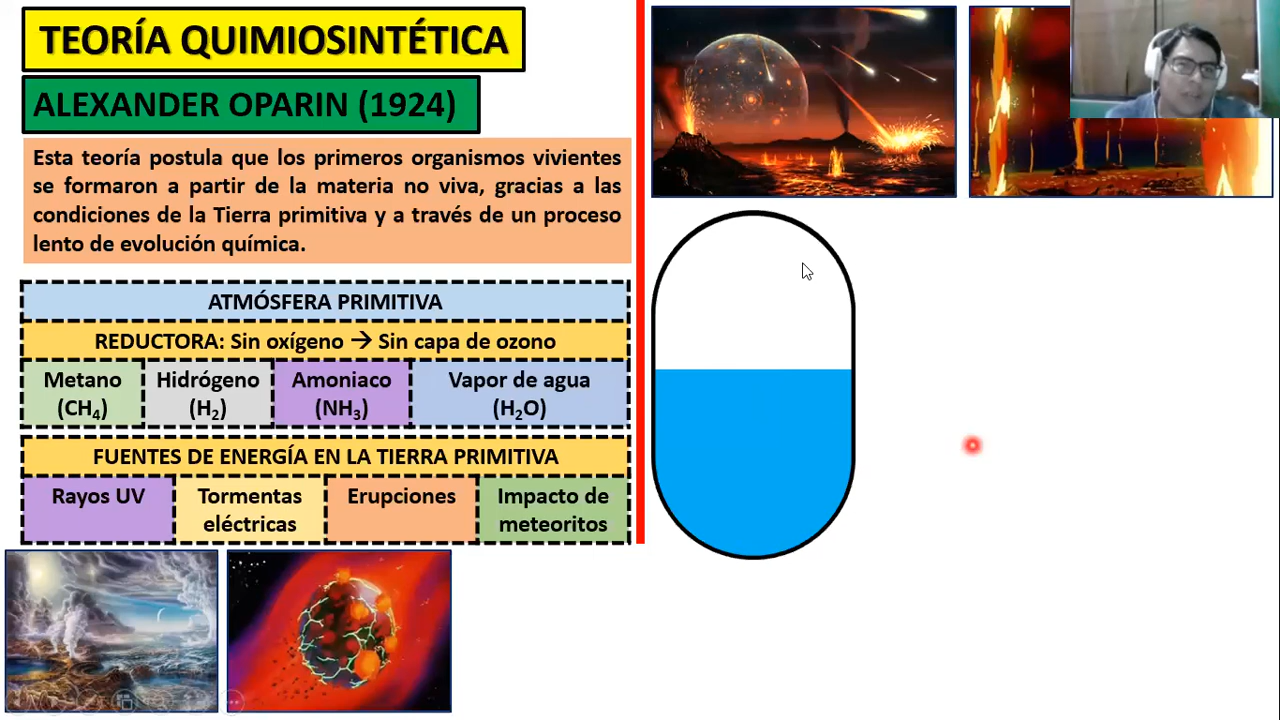 TEORÍA QUIMIOSINTÉTICA
ALEXANDER OPARIN (1924)
Esta teoría postula que los primeros organismos vivientes
se formaron a partir de la materia no viva, gracias a las
condiciones de la Tierra primitiva y a través de un proceso
lento de evolución química.
ATMÓSFERA PRIMITIVA
REDUCTORA: Sin oxígeno → Sin capa de ozono
Metano
(CH₄)
Hidrógeno
(H₂)
Amoniaco
(NH₃)
Vapor de agua
(H₂O)
FUENTES DE ENERGÍA EN LA TIERRA PRIMITIVA
Rayos UV
Tormentas
eléctricas
Erupciones
Impacto de
meteoritos